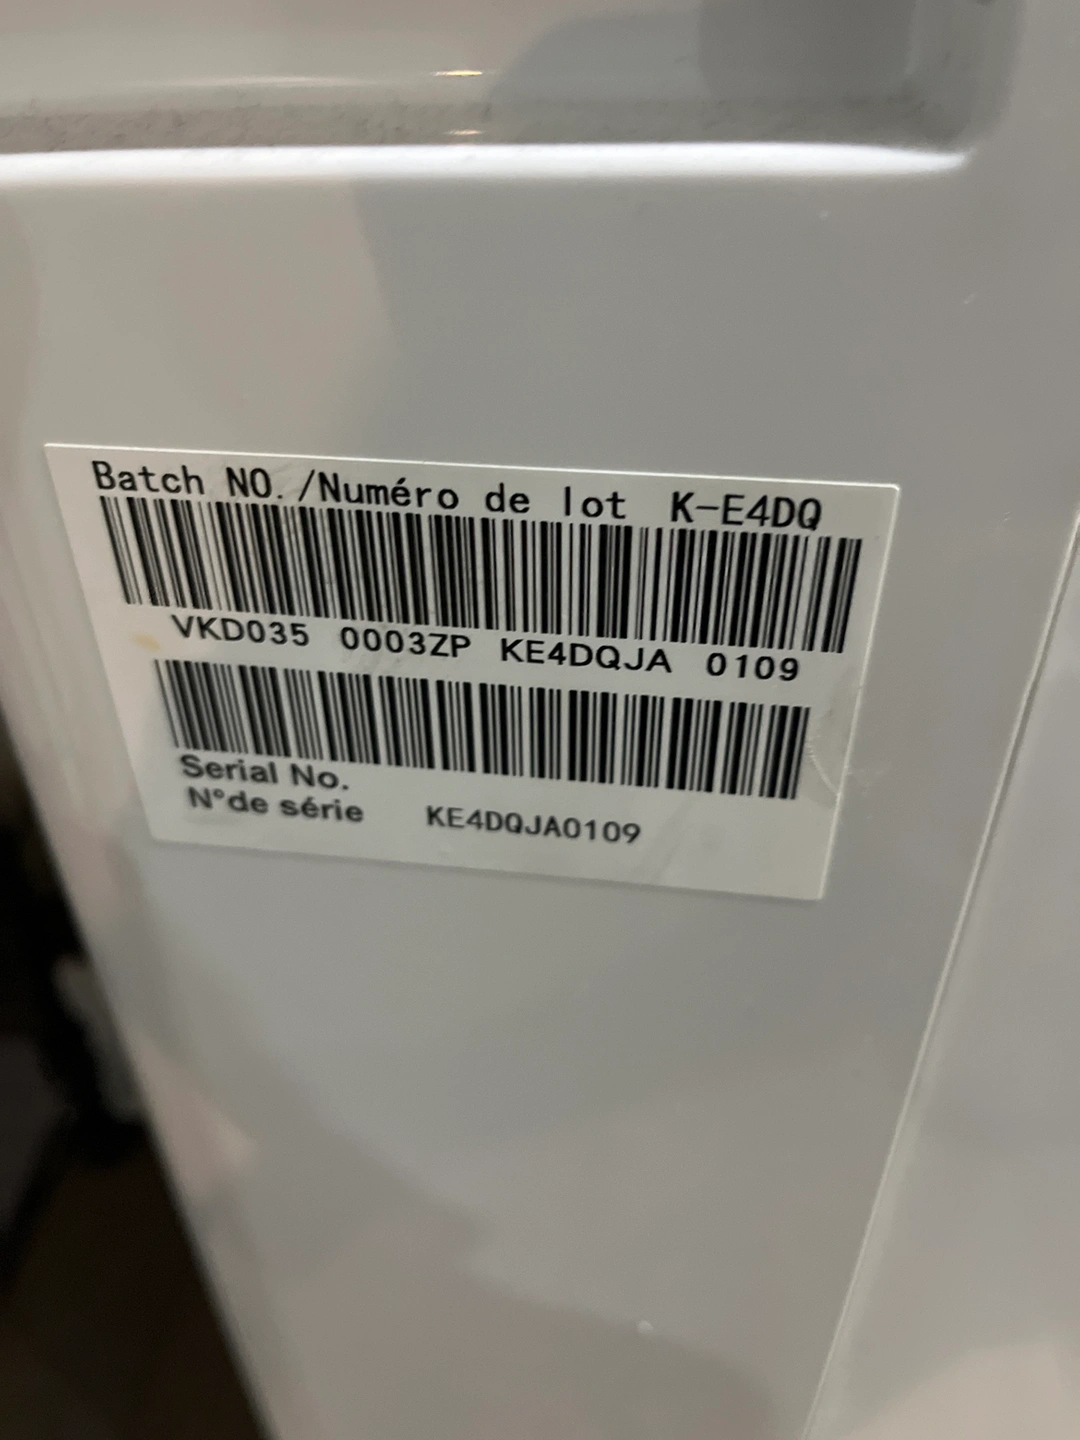 Batch NO./Numéro de lot K-E4DQ
VKD035 0003ZP KE4DQJA 0109
Serial No.
N°de série KE4DQJA0109